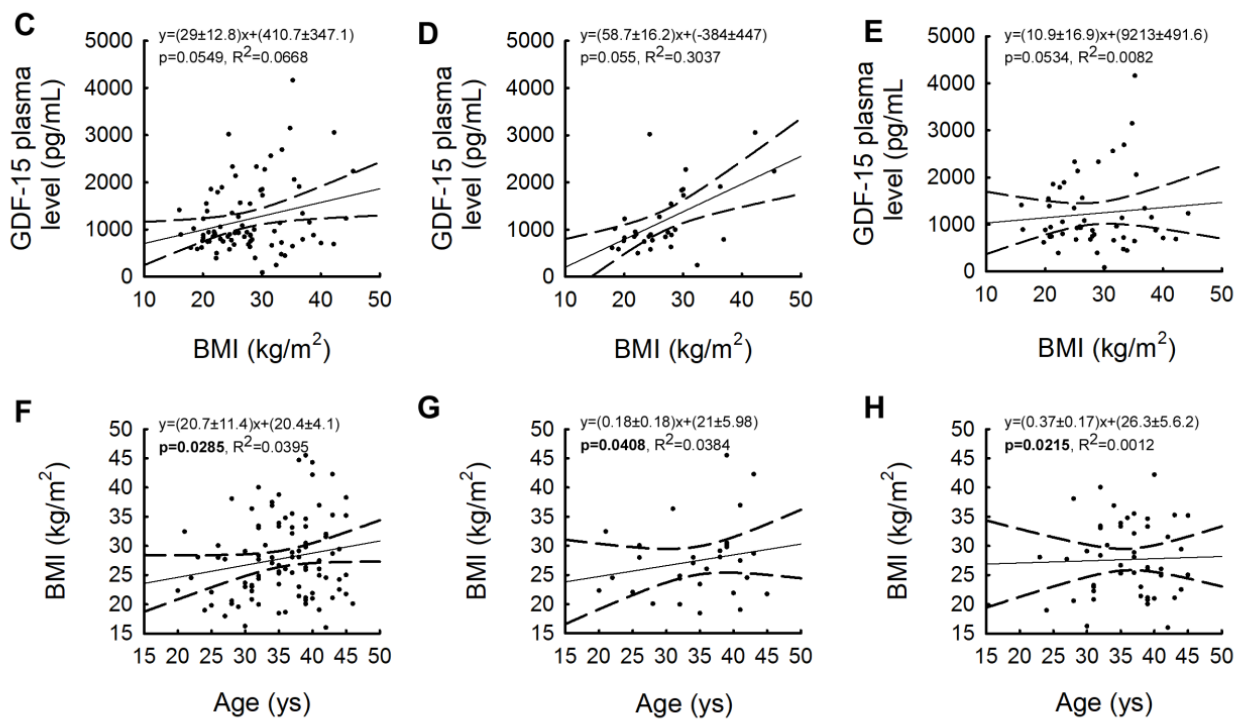 C
y=(29±12.8)x+(410.7±347.1)
p=0.0549, R²=0.0668
GDF-15 plasma
level (pg/mL)
5000
4000
3000
2000
1000
0
10 20 30 40 50
BMI (kg/m²)
D
y=(58.7±16.2)x+(-384±447)
p=0.055, R²=0.3037
GDF-15 plasma
level (pg/mL)
5000
4000
3000
2000
1000
0
10 20 30 40 50
BMI (kg/m²)
E
y=(10.9±16.9)x+(9213±491.6)
p=0.0534, R²=0.0082
GDF-15 plasma
level (pg/mL)
5000
4000
3000
2000
1000
0
10 20 30 40 50
BMI (kg/m²)
F
y=(20.7±11.4)x+(20.4±4.1)
p=0.0285, R²=0.0395
BMI (kg/m²)
50
45
40
35
30
25
20
15
15 20 25 30 35 40 45 50
Age (ys)
G
y=(0.18±0.18)x+(21±5.98)
p=0.0408, R²=0.0384
BMI (kg/m²)
50
45
40
35
30
25
20
15
15 20 25 30 35 40 45 50
Age (ys)
H
y=(0.37±0.17)x+(26.3±5.6.2)
p=0.0215, R²=0.0012
BMI (kg/m²)
50
45
40
35
30
25
20
15
15 20 25 30 35 40 45 50
Age (ys)